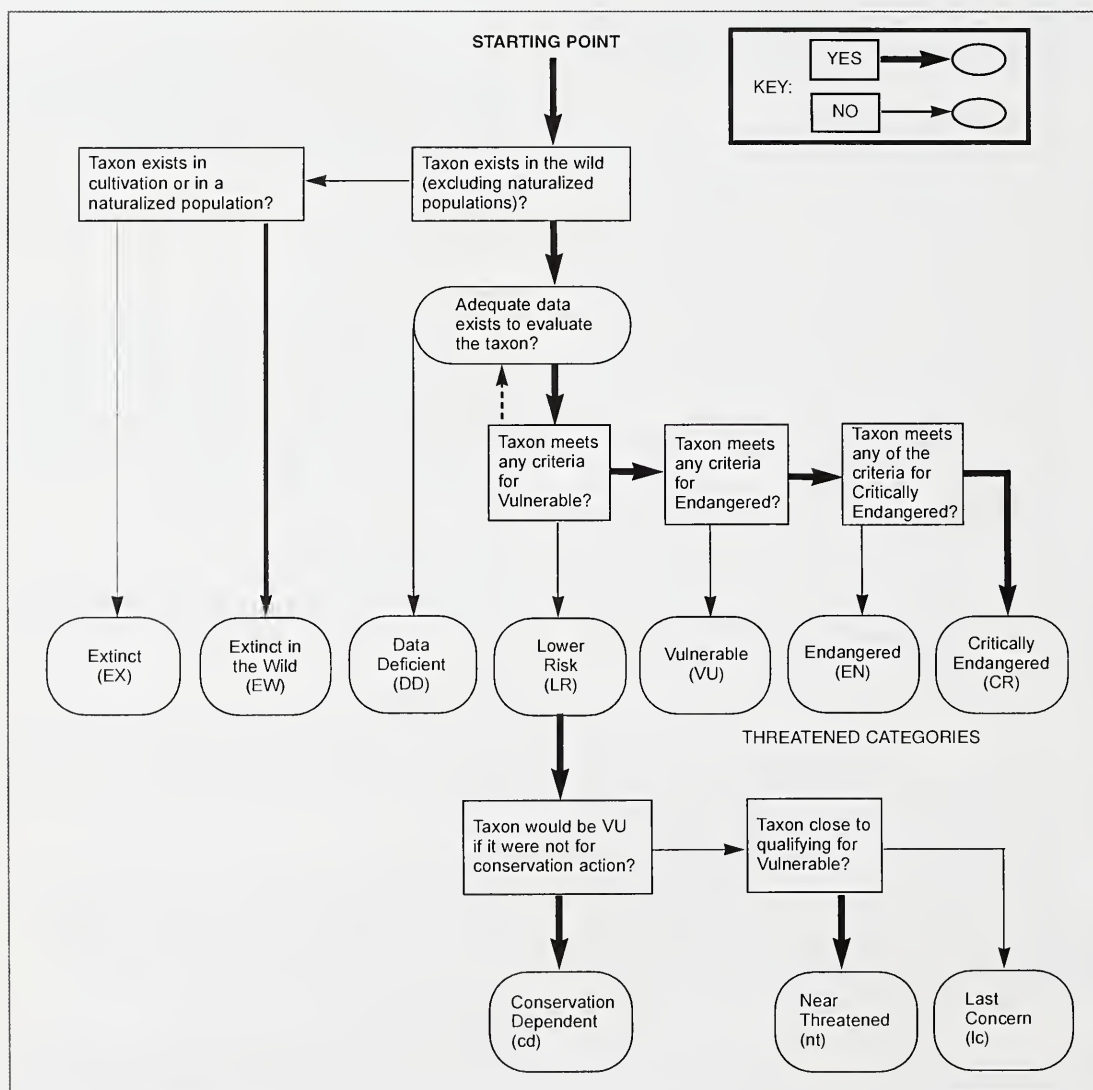 STARTING POINT
KEY:
YES
NO
Taxon exists in
cultivation or in a
naturalized population?
Taxon exists in the wild
(excluding naturalized
populations)?
Adequate data
exists to evaluate
the taxon?
Taxon meets
any criteria
for
Vulnerable?
Taxon meets
any criteria
for
Endangered?
Taxon meets
any of the
criteria for
Critically
Endangered?
Extinct
(EX)
Extinct in
the Wild
(EW)
Data
Deficient
(DD)
Lower
Risk
(LR)
Vulnerable
(VU)
Endangered
(EN)
Critically
Endangered
(CR)
THREATENED CATEGORIES
Taxon would be VU
if it were not for
conservation action?
Taxon close to
qualifying for
Vulnerable?
Conservation
Dependent
(cd)
Near
Threatened
(nt)
Last
Concern
(lc)